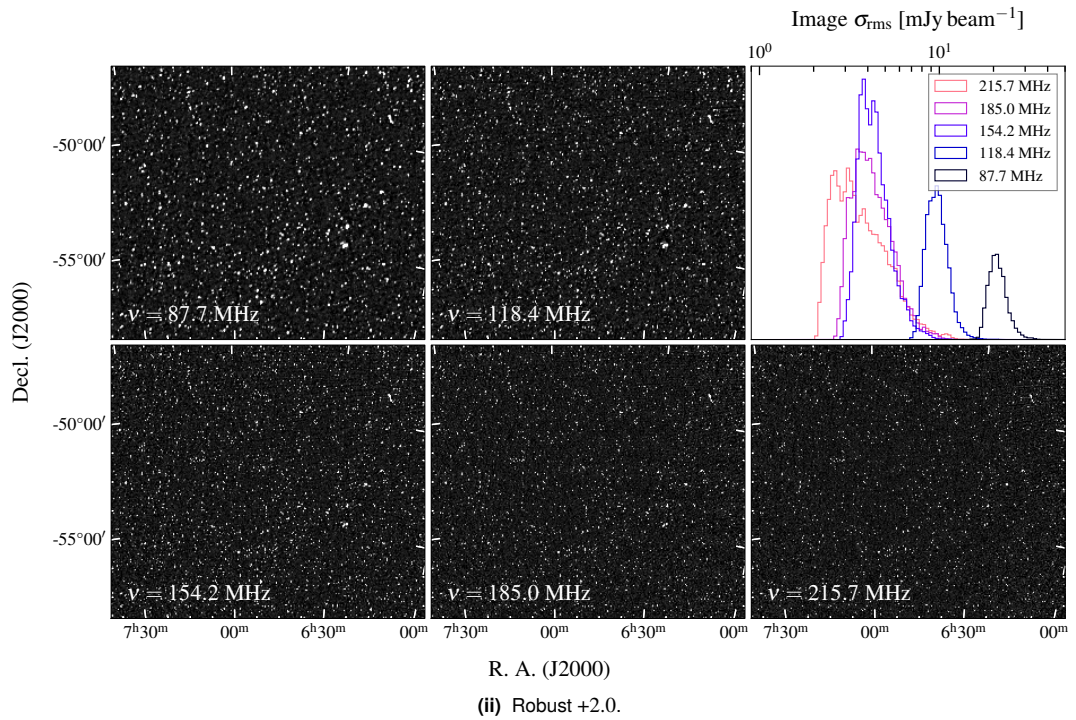 Image σrms [mJy beam−1]
10^0 10^1
215.7 MHz
185.0 MHz
154.2 MHz
118.4 MHz
87.7 MHz
-50°00′
-55°00′
ν = 87.7 MHz
ν = 118.4 MHz
Decl. (J2000)
-50°00′
-55°00′
ν = 154.2 MHz
ν = 185.0 MHz
ν = 215.7 MHz
7h30m 00m 6h30m 00m 7h30m 00m 6h30m 00m 7h30m 00m 6h30m 00m
R. A. (J2000)
(ii) Robust +2.0.